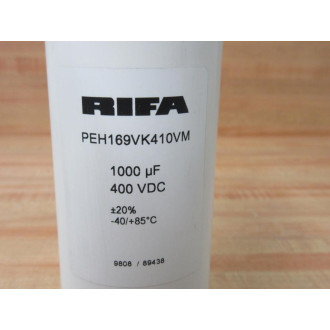 RIFA
PEH169VK410VM
1000 µF
400 VDC
±20%
-40/+85°C
9808 / 89438